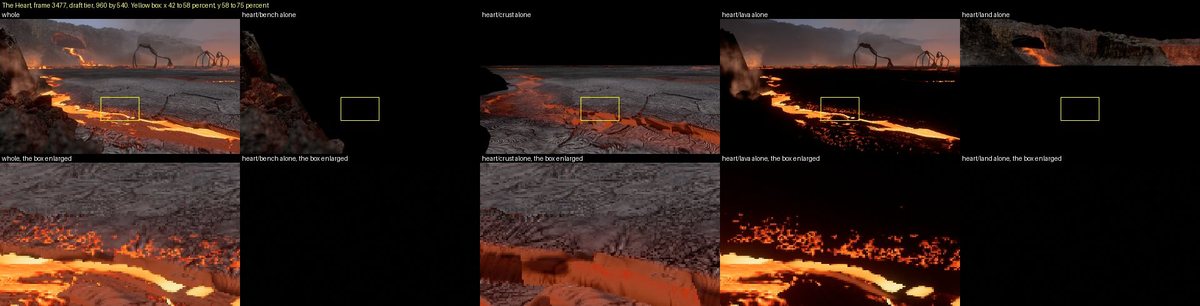 The Heart, frame 3477, draft tier, 960 by 540. Yellow box: x 42 to 58 percent, y 58 to 75 percent
whole
heart/bench alone
heart/crust alone
heart/lava alone
heart/land alone
whole, the box enlarged
heart/bench alone, the box enlarged
heart/crust alone, the box enlarged
heart/lava alone, the box enlarged
heart/land alone, the box enlarged